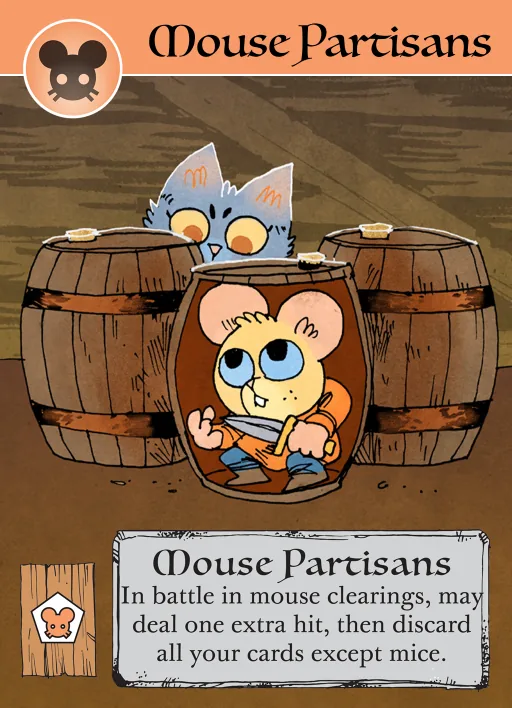 Mouse Partisans
Mouse Partisans
In battle in mouse clearings, may
deal one extra hit, then discard
all your cards except mice.